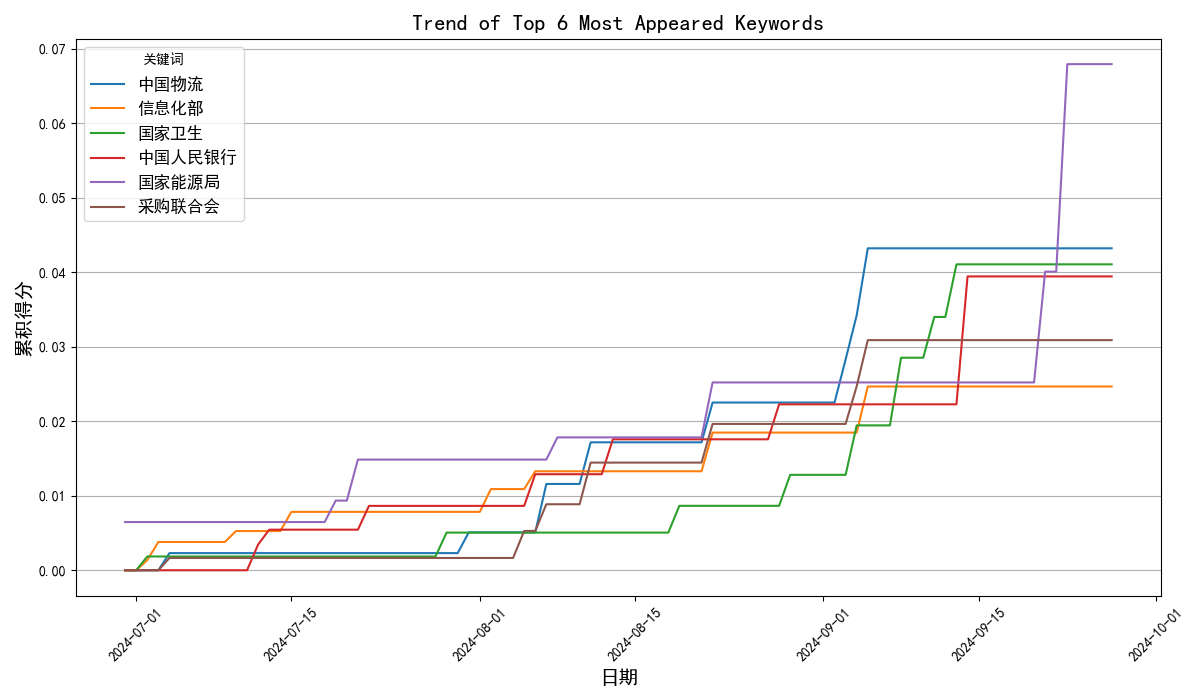 Trend of Top 6 Most Appeared Keywords
关键词
中国物流
信息化部
国家卫生
中国人民银行
国家能源局
采购联合会
0.07
0.06
0.05
0.04
0.03
0.02
0.01
0.00
累积得分
2024-07-01
2024-07-15
2024-08-01
2024-08-15
2024-09-01
2024-09-15
2024-10-01
日期